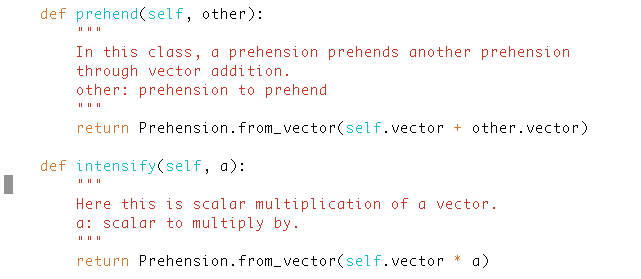 def prehend(self, other):
"""
In this class, a prehension prehends another prehension
through vector addition.
other: prehension to prehend
"""
return Prehension.from_vector(self.vector + other.vector)
def intensify(self, a):
"""
Here this is scalar multiplication of a vector.
a: scalar to multiply by.
"""
return Prehension.from_vector(self.vector * a)